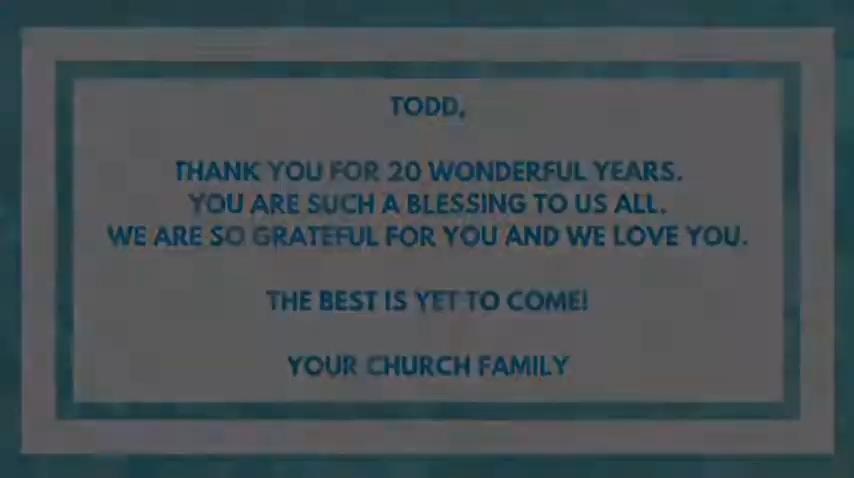 TODD,
THANK YOU FOR 20 WONDERFUL YEARS.
YOU ARE SUCH A BLESSING TO US ALL.
WE ARE SO GRATEFUL FOR YOU AND WE LOVE YOU.
THE BEST IS YET TO COME!
YOUR CHURCH FAMILY